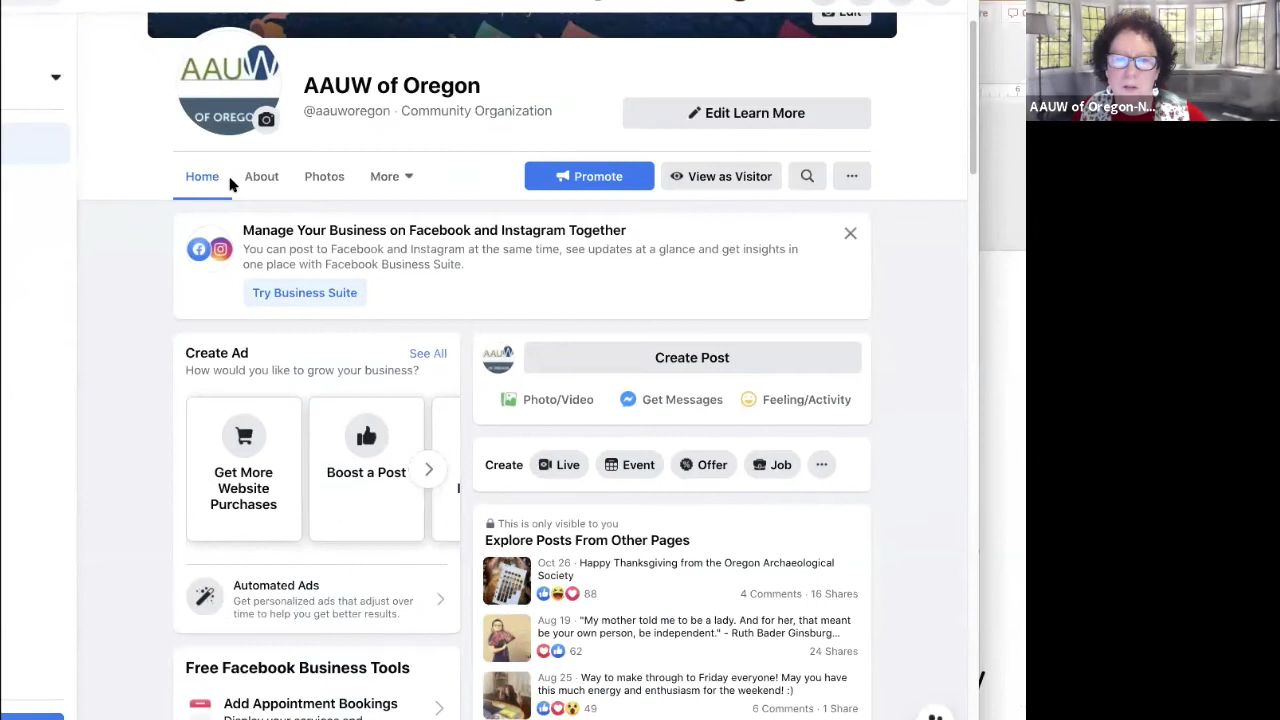 Edit
AAUW
OF OREGO
AAUW of Oregon
@aauworegon · Community Organization
Edit Learn More
Home
About
Photos
More
Promote
View as Visitor
...
Manage Your Business on Facebook and Instagram Together
You can post to Facebook and Instagram at the same time, see updates at a glance and get insights in
one place with Facebook Business Suite.
Try Business Suite
Create Ad
See All
How would you like to grow your business?
Get More
Website
Purchases
Boost a Post
Automated Ads
Get personalized ads that adjust over
time to help you get better results.
Free Facebook Business Tools
Add Appointment Bookings
AAUW
Create Post
Photo/Video
Get Messages
Feeling/Activity
Create
Live
Event
Offer
Job
...
This is only visible to you
Explore Posts From Other Pages
Oct 26 · Happy Thanksgiving from the Oregon Archaeological
Society
88
4 Comments · 16 Shares
Aug 19 · "My mother told me to be a lady. And for her, that meant
be your own person, be independent." - Ruth Bader Ginsburg...
62
24 Shares
Aug 25 · Way to make through to Friday everyone! May you have
this much energy and enthusiasm for the weekend! :)
49
6 Comments · 1 Share
AAUW of Oregon-N...
6